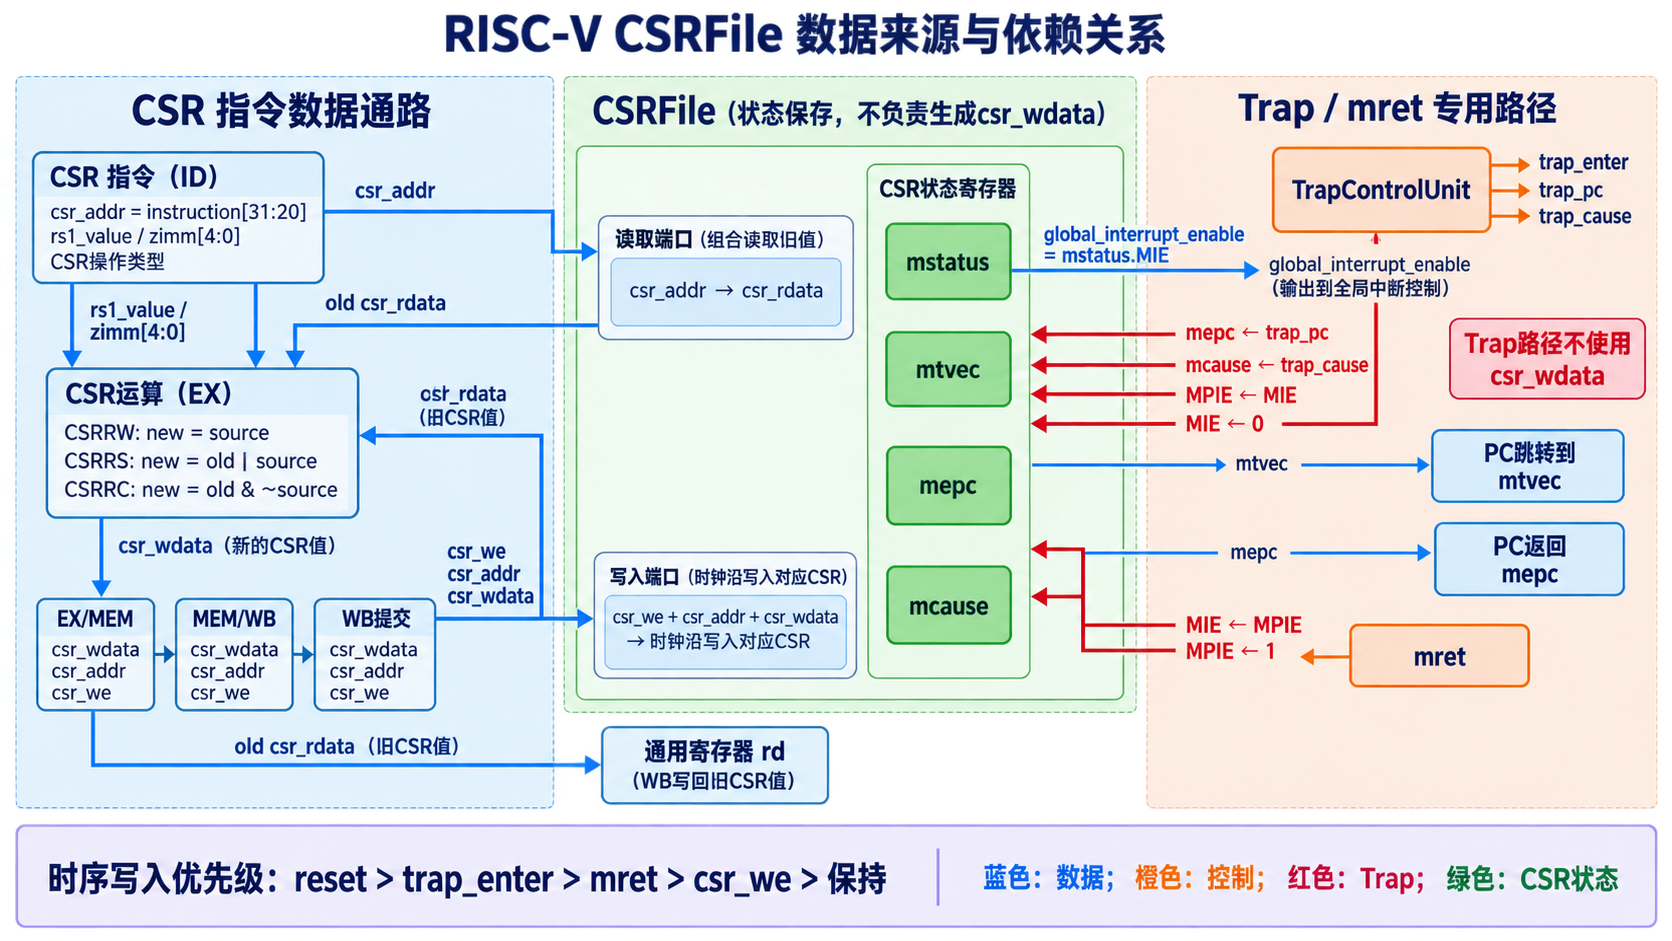 RISC-V CSRFile 数据来源与依赖关系
CSR 指令数据通路
CSR 指令（ID）
csr_addr = instruction[31:20]
rs1_value / zimm[4:0]
CSR操作类型
csr_addr
rs1_value /
zimm[4:0]
old csr_rdata
CSR运算（EX）
CSRRW: new = source
CSRRS: new = old | source
CSRRC: new = old & ~source
csr_rdata
（旧CSR值）
csr_wdata（新的CSR值）
csr_we
csr_addr
csr_wdata
EX/MEM
csr_wdata
csr_addr
csr_we
MEM/WB
csr_wdata
csr_addr
csr_we
WB提交
csr_wdata
csr_addr
csr_we
old csr_rdata（旧CSR值）
CSRFile（状态保存，不负责生成csr_wdata）
读取端口（组合读取旧值）
csr_addr → csr_rdata
写入端口（时钟沿写入对应CSR）
csr_we + csr_addr + csr_wdata
→ 时钟沿写入对应CSR
CSR状态寄存器
mstatus
mtvec
mepc
mcause
通用寄存器 rd
（WB写回旧CSR值）
Trap / mret 专用路径
TrapControlUnit
trap_enter
trap_pc
trap_cause
global_interrupt_enable
= mstatus.MIE
global_interrupt_enable
（输出到全局中断控制）
mepc ← trap_pc
mcause ← trap_cause
MPIE ← MIE
MIE ← 0
Trap路径不使用
csr_wdata
mtvec
PC跳转到
mtvec
mepc
PC返回
mepc
MIE ← MPIE
MPIE ← 1
mret
时序写入优先级：reset > trap_enter > mret > csr_we > 保持
蓝色：数据； 橙色：控制； 红色：Trap； 绿色：CSR状态